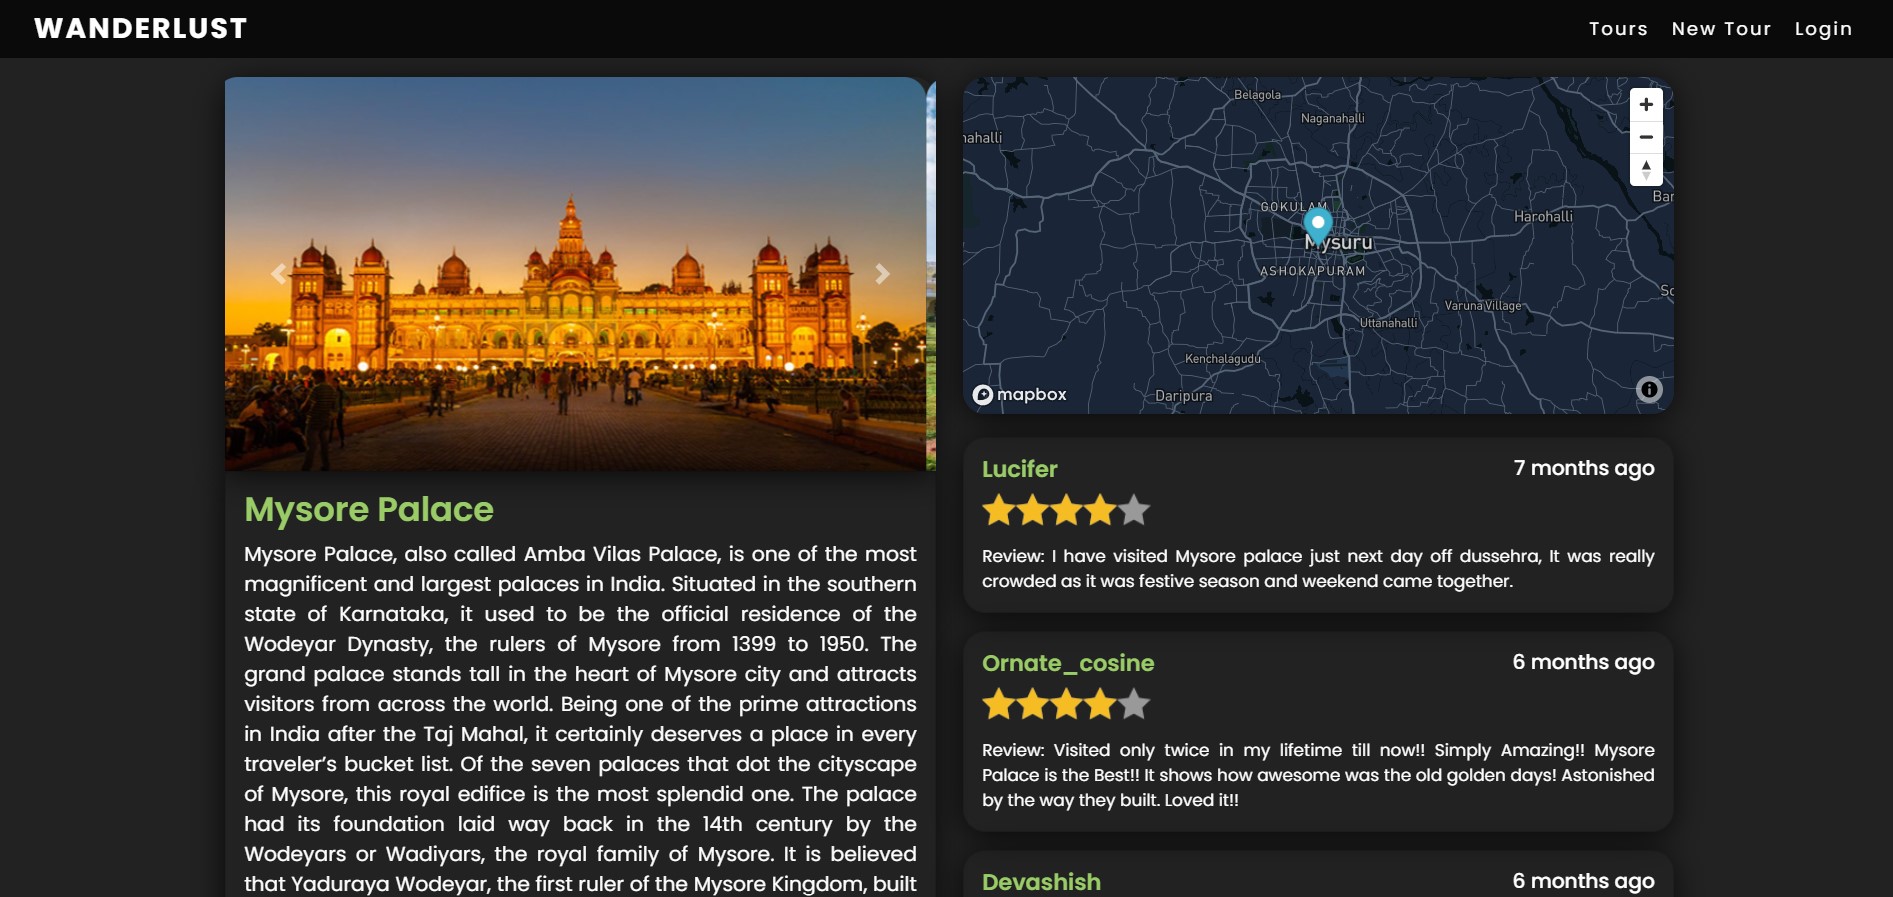 WANDERLUST
Tours New Tour Login
Mysore Palace
Mysore Palace, also called Amba Vilas Palace, is one of the most
magnificent and largest palaces in India. Situated in the southern
state of Karnataka, it used to be the official residence of the
Wodeyar Dynasty, the rulers of Mysore from 1399 to 1950. The
grand palace stands tall in the heart of Mysore city and attracts
visitors from across the world. Being one of the prime attractions
in India after the Taj Mahal, it certainly deserves a place in every
traveler’s bucket list. Of the seven palaces that dot the cityscape
of Mysore, this royal edifice is the most splendid one. The palace
had its foundation laid way back in the 14th century by the
Wodeyars or Wadiyars, the royal family of Mysore. It is believed
that Yaduraya Wodeyar, the first ruler of the Mysore Kingdom, built
Belagola
Naganahalli
nahalli
Bar
GOKULAM
Harohalli
Mysuru
ASHOKAPURAM
So
Varuna Village
Uttanahalli
Kenchalagudu
mapbox
Daripura
Lucifer
7 months ago
Review: I have visited Mysore palace just next day off dussehra, It was really
crowded as it was festive season and weekend came together.
Ornate_cosine
6 months ago
Review: Visited only twice in my lifetime till now!! Simply Amazing!! Mysore
Palace is the Best!! It shows how awesome was the old golden days! Astonished
by the way they built. Loved it!!
Devashish
6 months ago